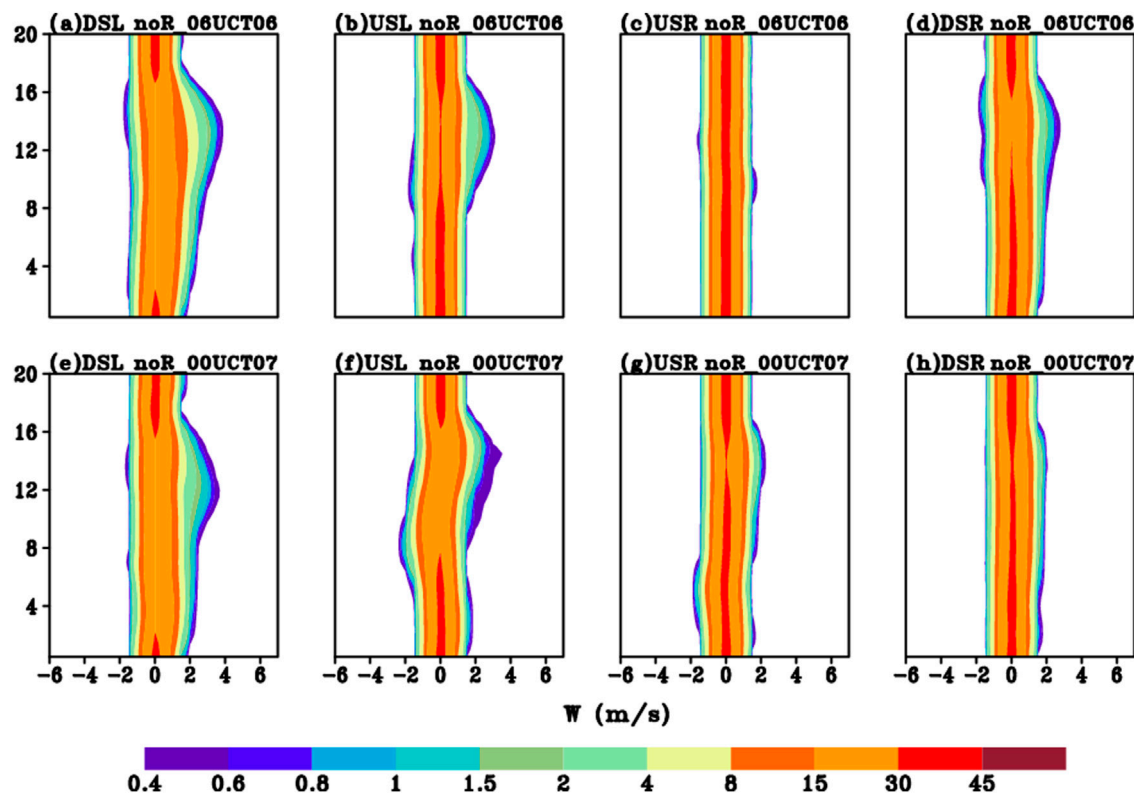 (a)DSL noR_06UCT06 (b)USL noR_06UCT06 (c)USR noR_06UCT06 (d)DSR noR_06UCT06
20
16
12
8
4
(e)DSL noR_00UCT07 (f)USL noR_00UCT07 (g)USR noR_00UCT07 (h)DSR noR_00UCT07
20
16
12
8
4
-6 -4 -2 0 2 4 6 -6 -4 -2 0 2 4 6 -6 -4 -2 0 2 4 6 -6 -4 -2 0 2 4 6
W (m/s)
0.4 0.6 0.8 1 1.5 2 4 8 15 30 45